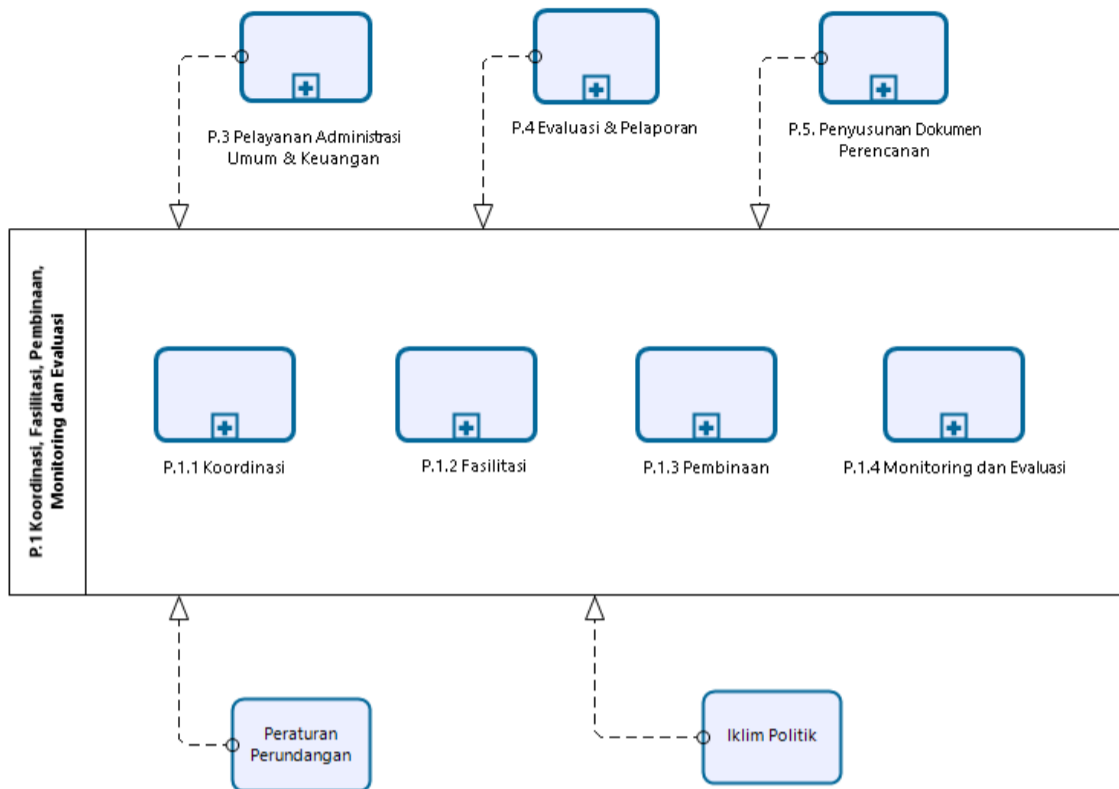 P.3 Pelayanan Administrasi
Umum & Keuangan
P.4 Evaluasi & Pelaporan
P.5. Penyusunan Dokumen
Perencanan
P.1 Koordinasi, Fasilitasi, Pembinaan,
Monitoring dan Evaluasi
P.1.1 Koordinasi
P.1.2 Fasilitasi
P.1.3 Pembinaan
P.1.4 Monitoring dan Evaluasi
Peraturan
Perundangan
Iklim Politik